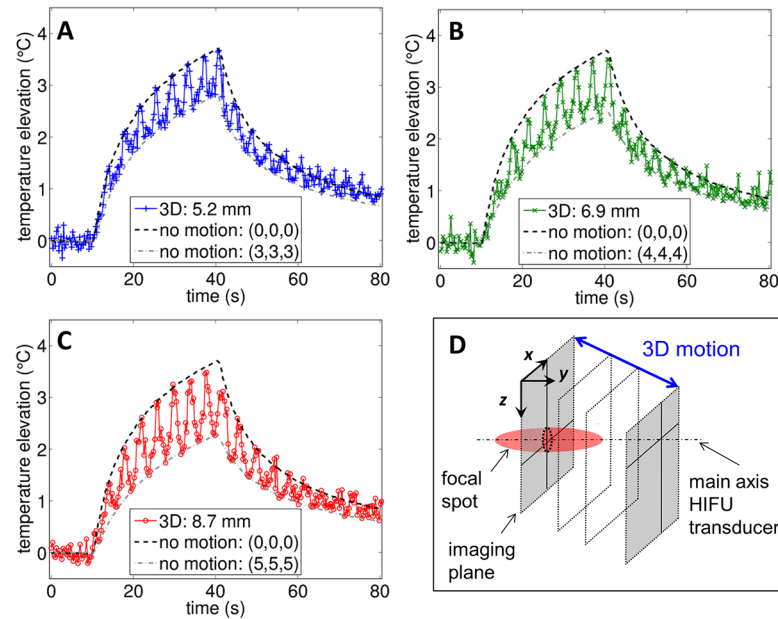 A
temperature elevation (°C)
4
3
2
1
0
3D: 5.2 mm
no motion: (0,0,0)
no motion: (3,3,3)
0 20 40 60 80
time (s)
B
temperature elevation (°C)
4
3
2
1
0
3D: 6.9 mm
no motion: (0,0,0)
no motion: (4,4,4)
20 40 60 80
time (s)
C
temperature elevation (°C)
4
3
2
1
0
3D: 8.7 mm
no motion: (0,0,0)
no motion: (5,5,5)
0 20 40 60 80
time (s)
D
3D motion
x
y
z
focal
spot
imaging
plane
main axis
HIFU
transducer